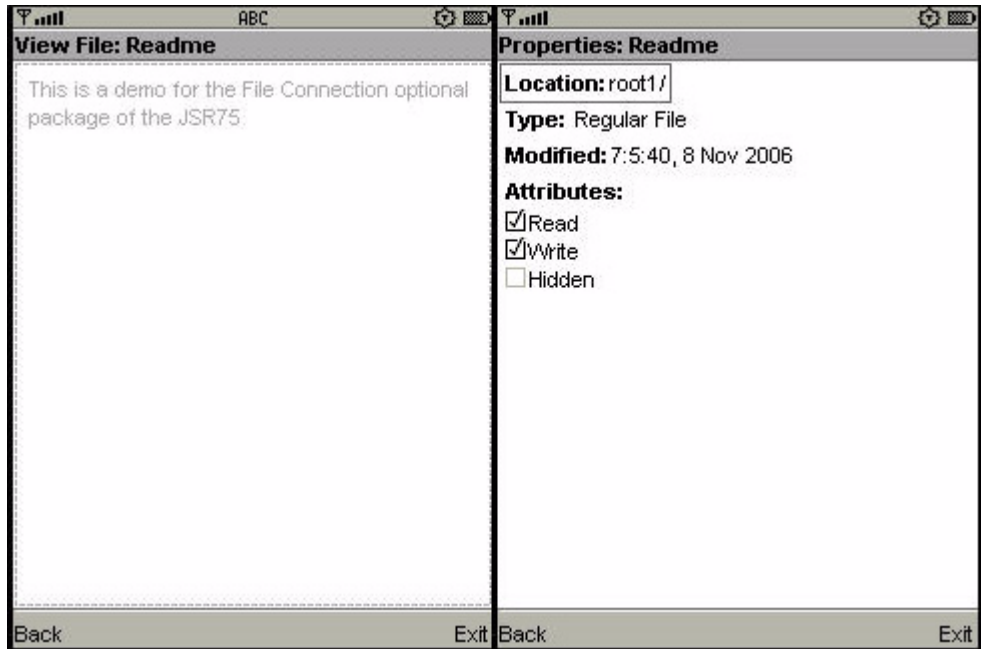 ABC
View File: Readme
This is a demo for the File Connection optional
package of the JSR75
Back
Exit
Properties: Readme
Location: root1/
Type: Regular File
Modified: 7:5:40, 8 Nov 2006
Attributes:
Read
Write
Hidden
Back
Exit